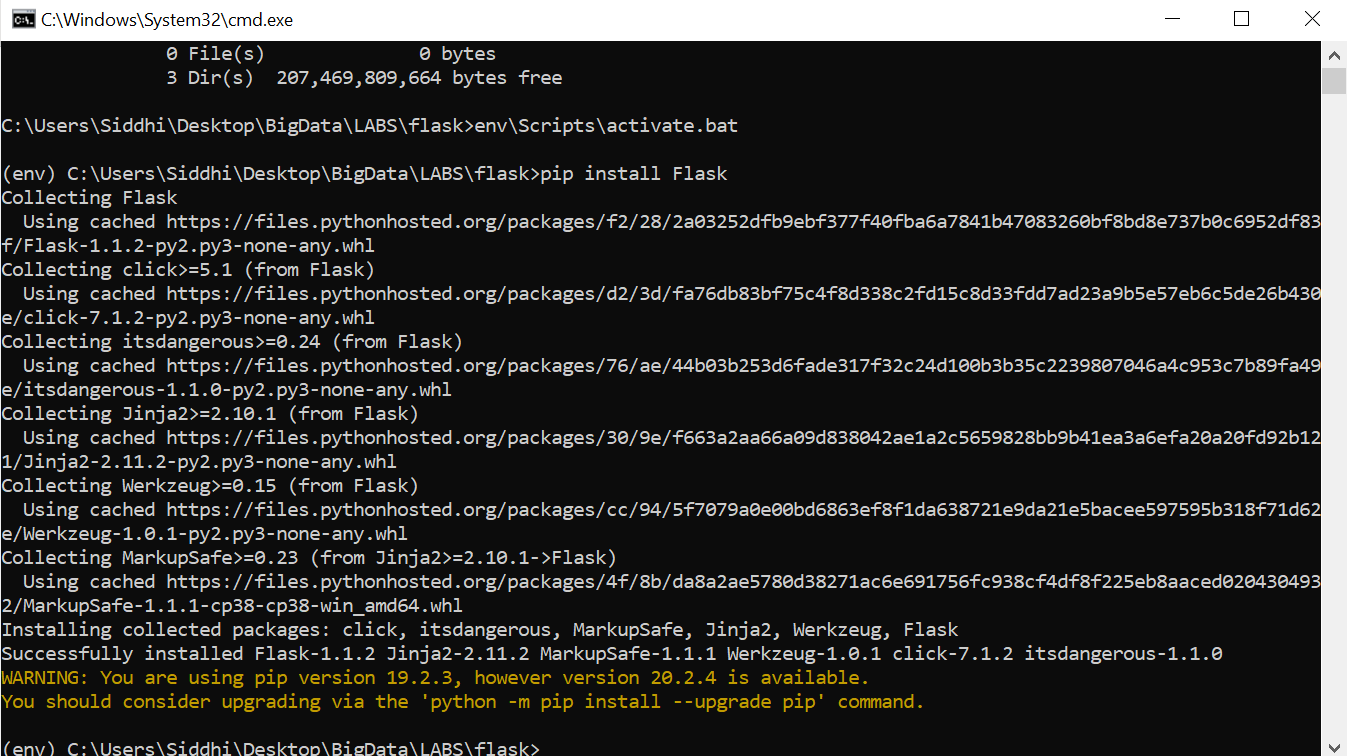 C:\Windows\System32\cmd.exe
0 File(s) 0 bytes
3 Dir(s) 207,469,809,664 bytes free
C:\Users\Siddhi\Desktop\BigData\LABS\flask>env\Scripts\activate.bat
(env) C:\Users\Siddhi\Desktop\BigData\LABS\flask>pip install Flask
Collecting Flask
Using cached https://files.pythonhosted.org/packages/f2/28/2a03252dfb9ebf377f40fba6a7841b47083260bf8bd8e737b0c6952df83
f/Flask-1.1.2-py2.py3-none-any.whl
Collecting click>=5.1 (from Flask)
Using cached https://files.pythonhosted.org/packages/d2/3d/fa76db83bf75c4f8d338c2fd15c8d33fdd7ad23a9b5e57eb6c5de26b430
e/click-7.1.2-py2.py3-none-any.whl
Collecting itsdangerous>=0.24 (from Flask)
Using cached https://files.pythonhosted.org/packages/76/ae/44b03b253d6fade317f32c24d100b3b35c2239807046a4c953c7b89fa49
e/itsdangerous-1.1.0-py2.py3-none-any.whl
Collecting Jinja2>=2.10.1 (from Flask)
Using cached https://files.pythonhosted.org/packages/30/9e/f663a2aa66a09d838042ae1a2c5659828bb9b41ea3a6efa20a20fd92b12
1/Jinja2-2.11.2-py2.py3-none-any.whl
Collecting Werkzeug>=0.15 (from Flask)
Using cached https://files.pythonhosted.org/packages/cc/94/5f7079a0e00bd6863ef8f1da638721e9da21e5bacee597595b318f71d62
e/Werkzeug-1.0.1-py2.py3-none-any.whl
Collecting MarkupSafe>=0.23 (from Jinja2>=2.10.1->Flask)
Using cached https://files.pythonhosted.org/packages/4f/8b/da8a2ae5780d38271ac6e691756fc938cf4df8f225eb8aaced020430493
2/MarkupSafe-1.1.1-cp38-cp38-win_amd64.whl
Installing collected packages: click, itsdangerous, MarkupSafe, Jinja2, Werkzeug, Flask
Successfully installed Flask-1.1.2 Jinja2-2.11.2 MarkupSafe-1.1.1 Werkzeug-1.0.1 click-7.1.2 itsdangerous-1.1.0
WARNING: You are using pip version 19.2.3, however version 20.2.4 is available.
You should consider upgrading via the 'python -m pip install --upgrade pip' command.
(env) C:\Users\Siddhi\Desktop\BigData\LABS\flask>